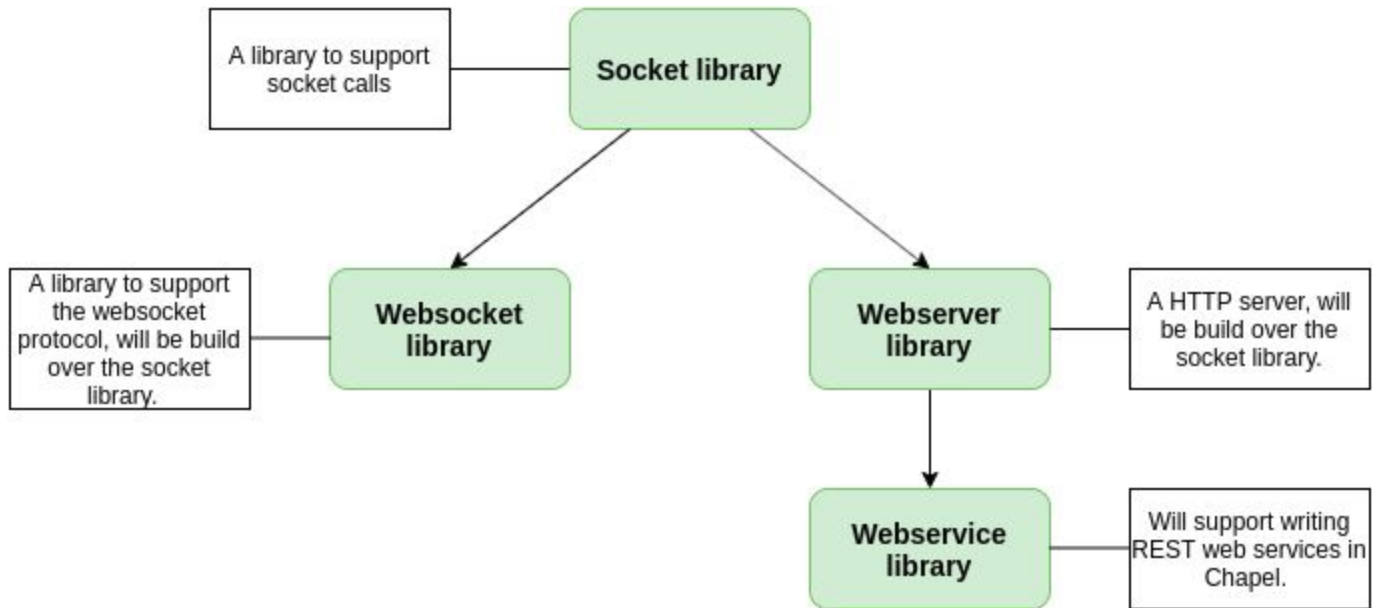 A library to support
socket calls
Socket library
A library to support
the websocket
protocol, will be build
over the socket
library.
Websocket
library
Webserver
library
A HTTP server, will
be build over the
socket library.
Webservice
library
Will support writing
REST web services in
Chapel.